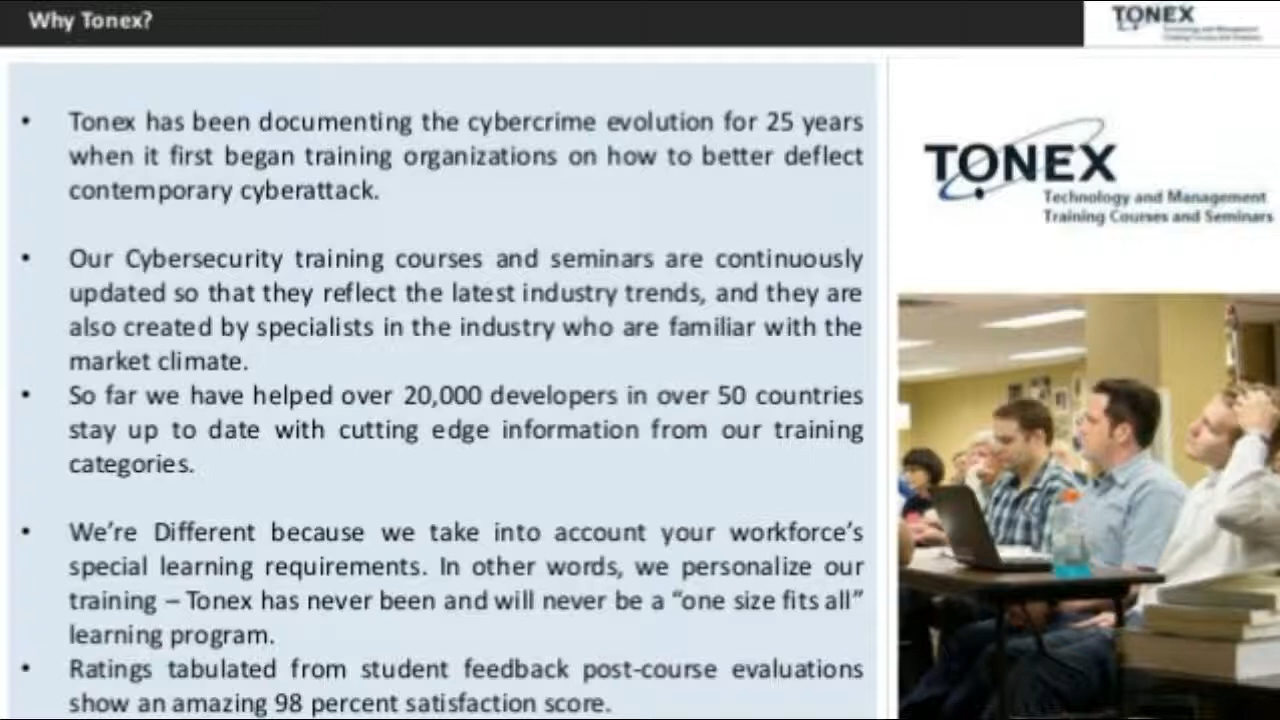 Why Tonex?
TONEX
• Tonex has been documenting the cybercrime evolution for 25 years
when it first began training organizations on how to better deflect
contemporary cyberattack.
• Our Cybersecurity training courses and seminars are continuously
updated so that they reflect the latest industry trends, and they are
also created by specialists in the industry who are familiar with the
market climate.
• So far we have helped over 20,000 developers in over 50 countries
stay up to date with cutting edge information from our training
categories.
• We’re Different because we take into account your workforce’s
special learning requirements. In other words, we personalize our
training – Tonex has never been and will never be a “one size fits all”
learning program.
• Ratings tabulated from student feedback post-course evaluations
show an amazing 98 percent satisfaction score.
TONEX
Technology and Management
Training Courses and Seminars